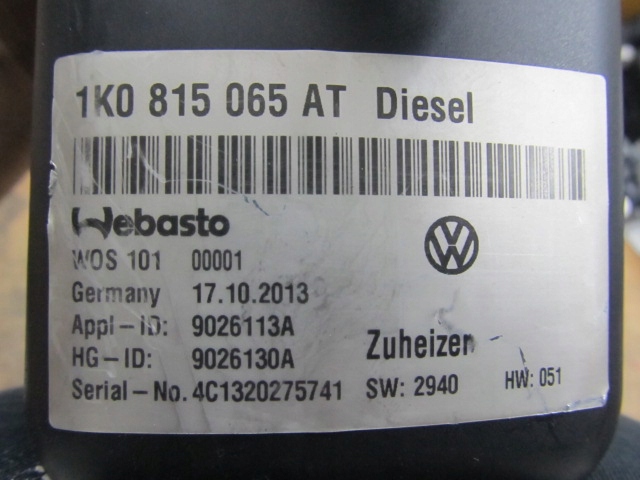 1K0 815 065 AT Diesel
Webasto
WOS 101 00001
Germany 17.10.2013
Appl-ID: 9026113A
HG-ID: 9026130A
Zuheizer
Serial-No. 4C1320275741 SW: 2940 HW: 051